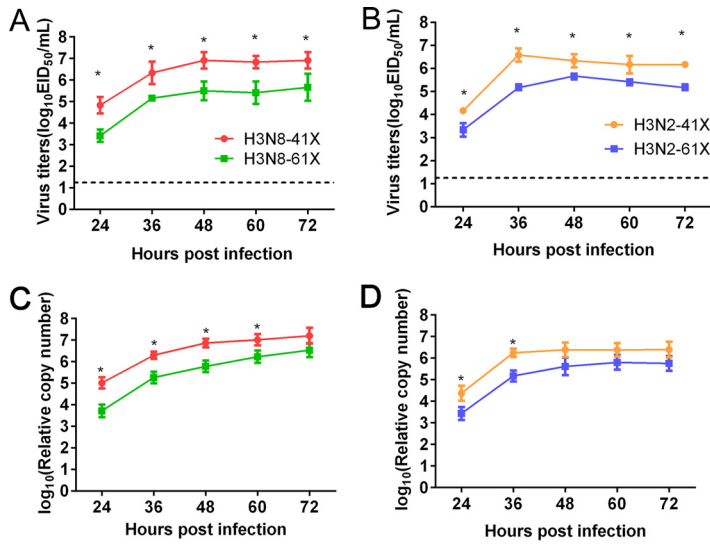 A
Virus titers(log10EID50/mL)
8
7
6
5
4
3
2
1
0
* * * * *
H3N8-41X
H3N8-61X
24 36 48 60 72
Hours post infection
B
Virus titers(log10EID50/mL)
8
7
6
5
4
3
2
1
0
* * * * *
H3N2-41X
H3N2-61X
24 36 48 60 72
Hours post infection
C
log10(Relative copy number)
8
7
6
5
4
3
2
1
0
* * * *
24 36 48 60 72
Hours post infection
D
log10(Relative copy number)
8
7
6
5
4
3
2
1
0
* *
24 36 48 60 72
Hours post infection